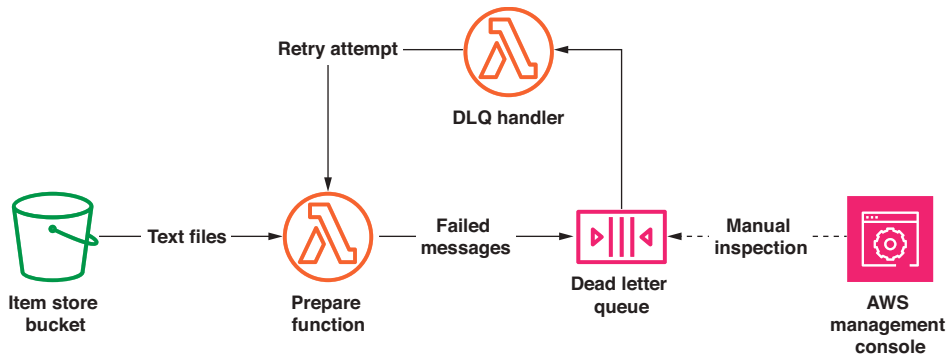 Retry attempt
DLQ handler
Text files
Failed
messages
Manual
inspection
Item store
bucket
Prepare
function
Dead letter
queue
AWS
management
console